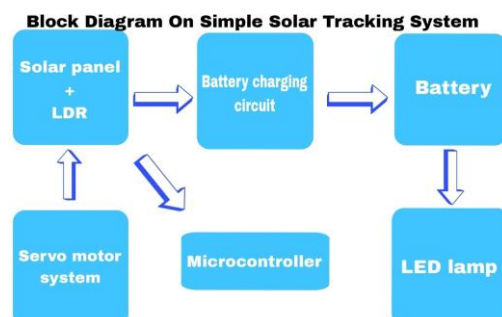 Block Diagram On Simple Solar Tracking System
Solar panel
+
LDR
Battery charging
circuit
Battery
Servo motor
system
Microcontroller
LED lamp